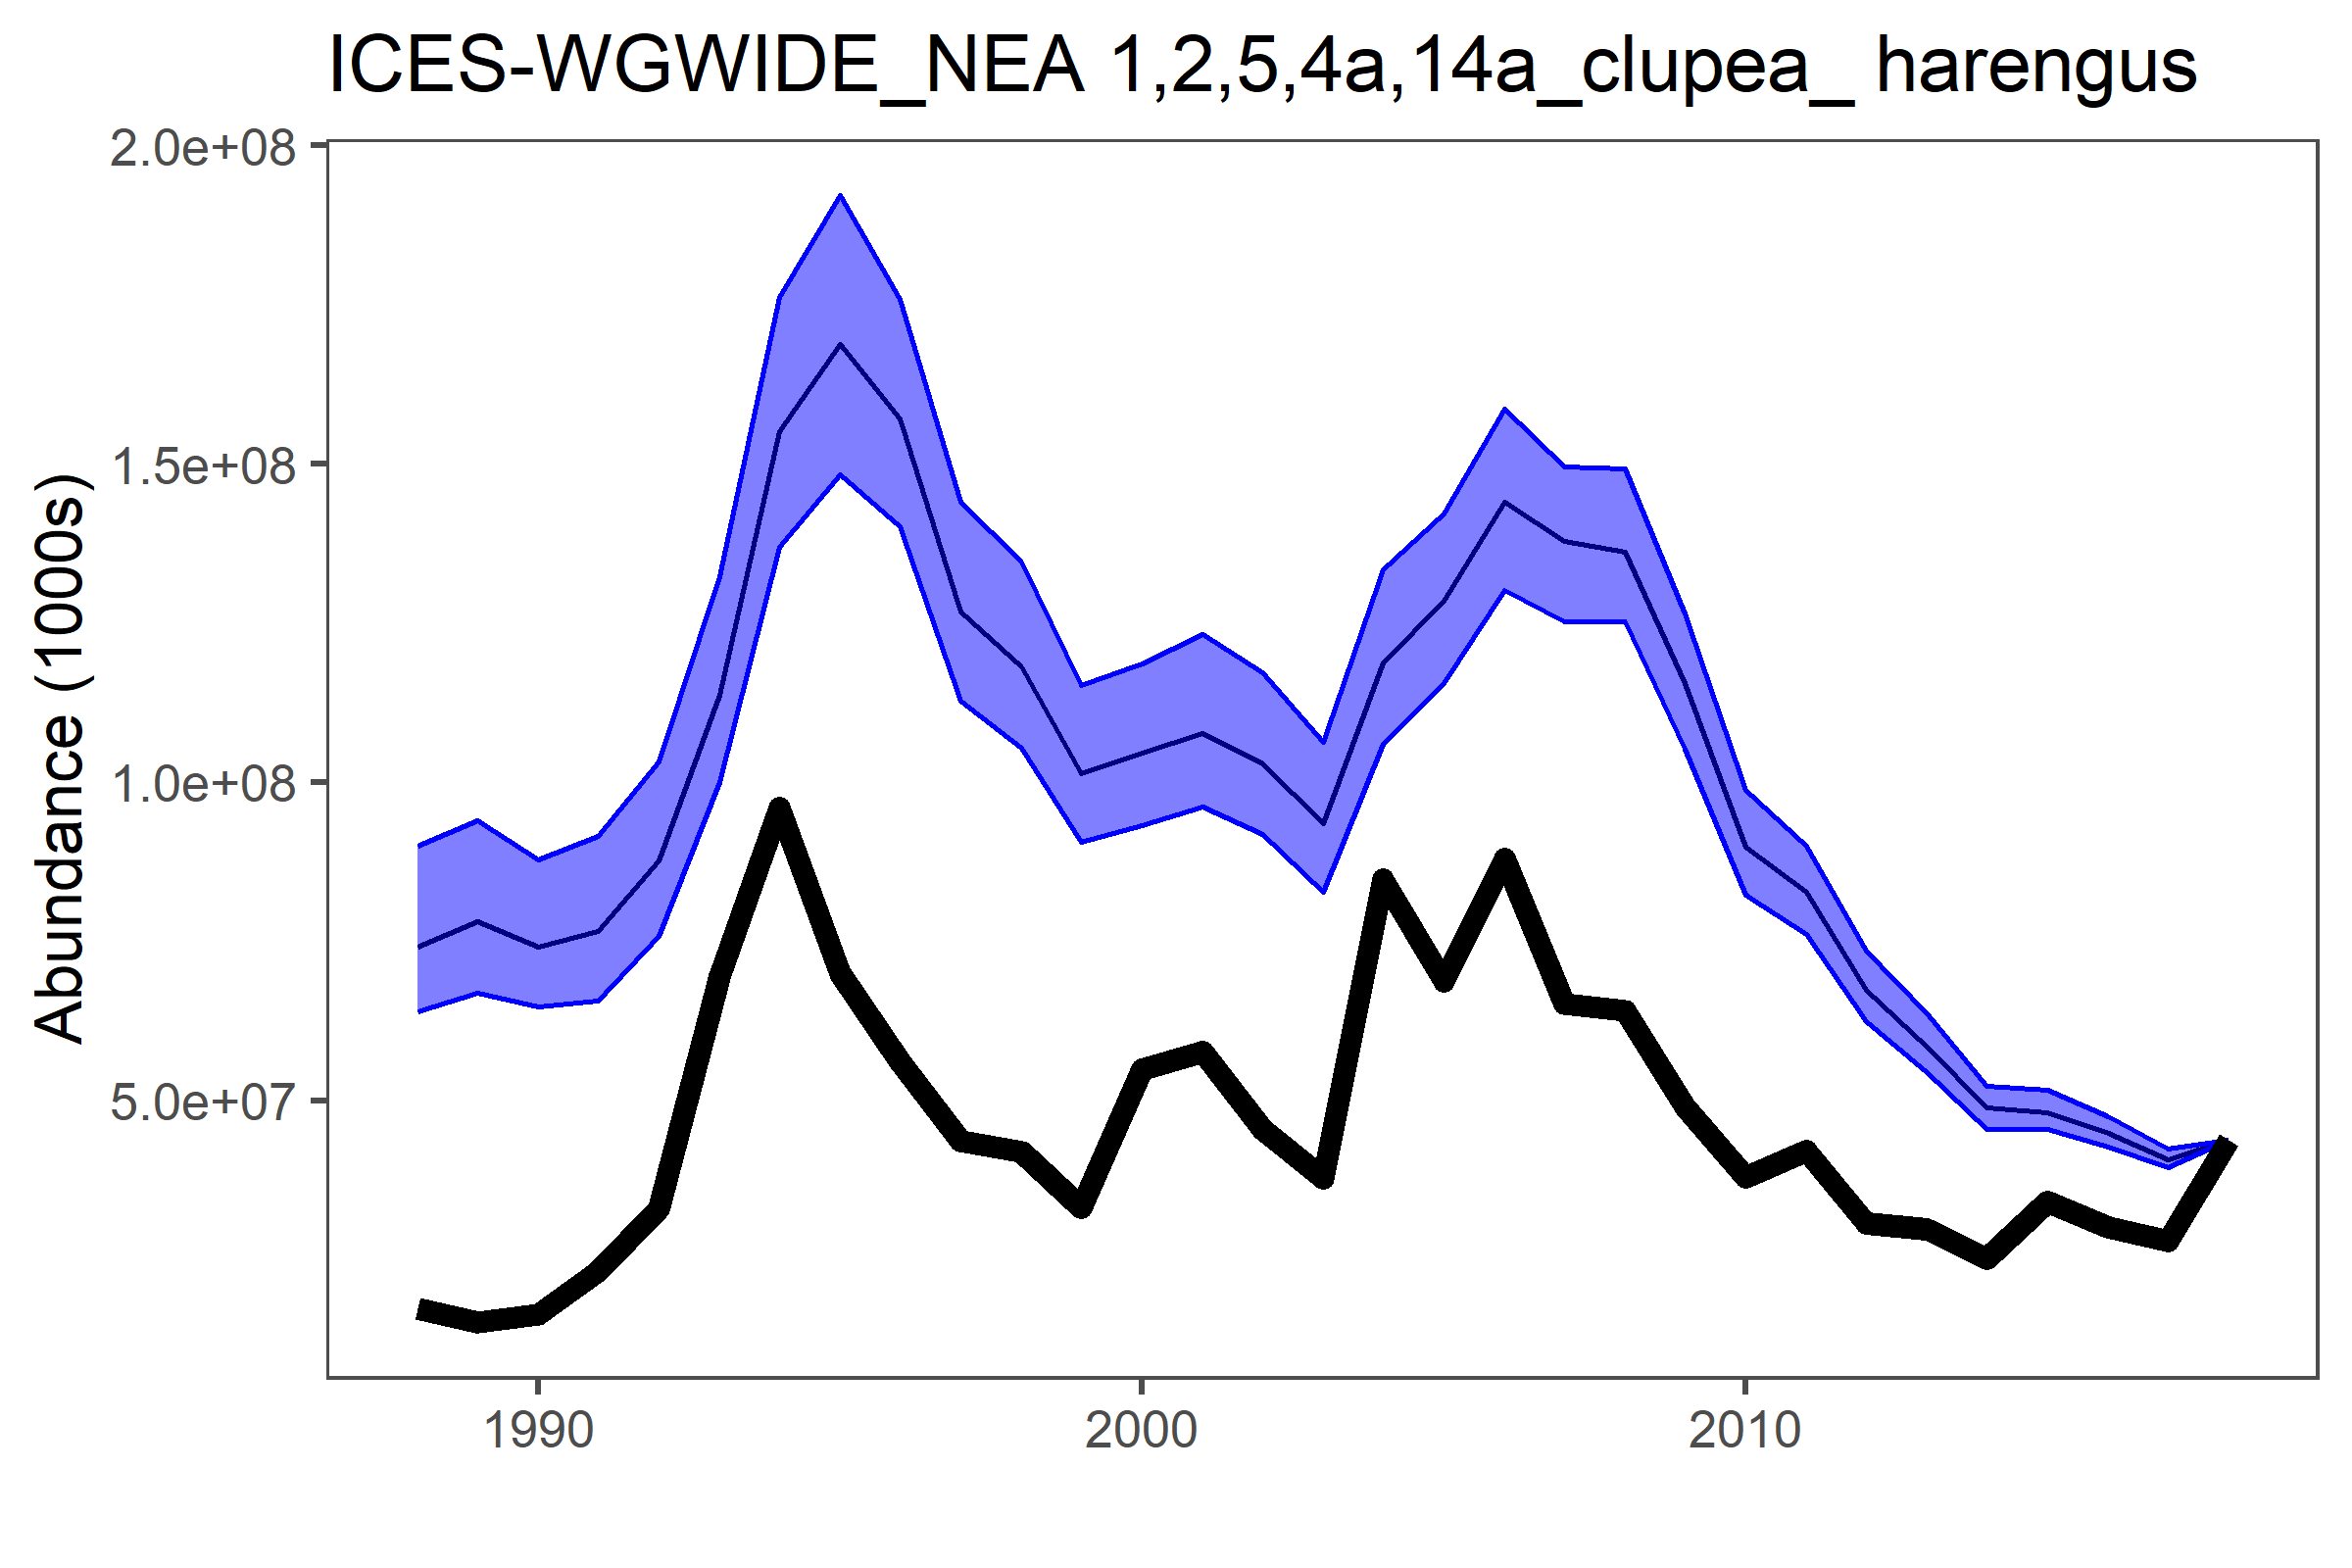 ICES-WGWIDE_NEA 1,2,5,4a,14a_clupea_ harengus
Abundance (1000s)
2.0e+08
1.5e+08
1.0e+08
5.0e+07
1990
2000
2010